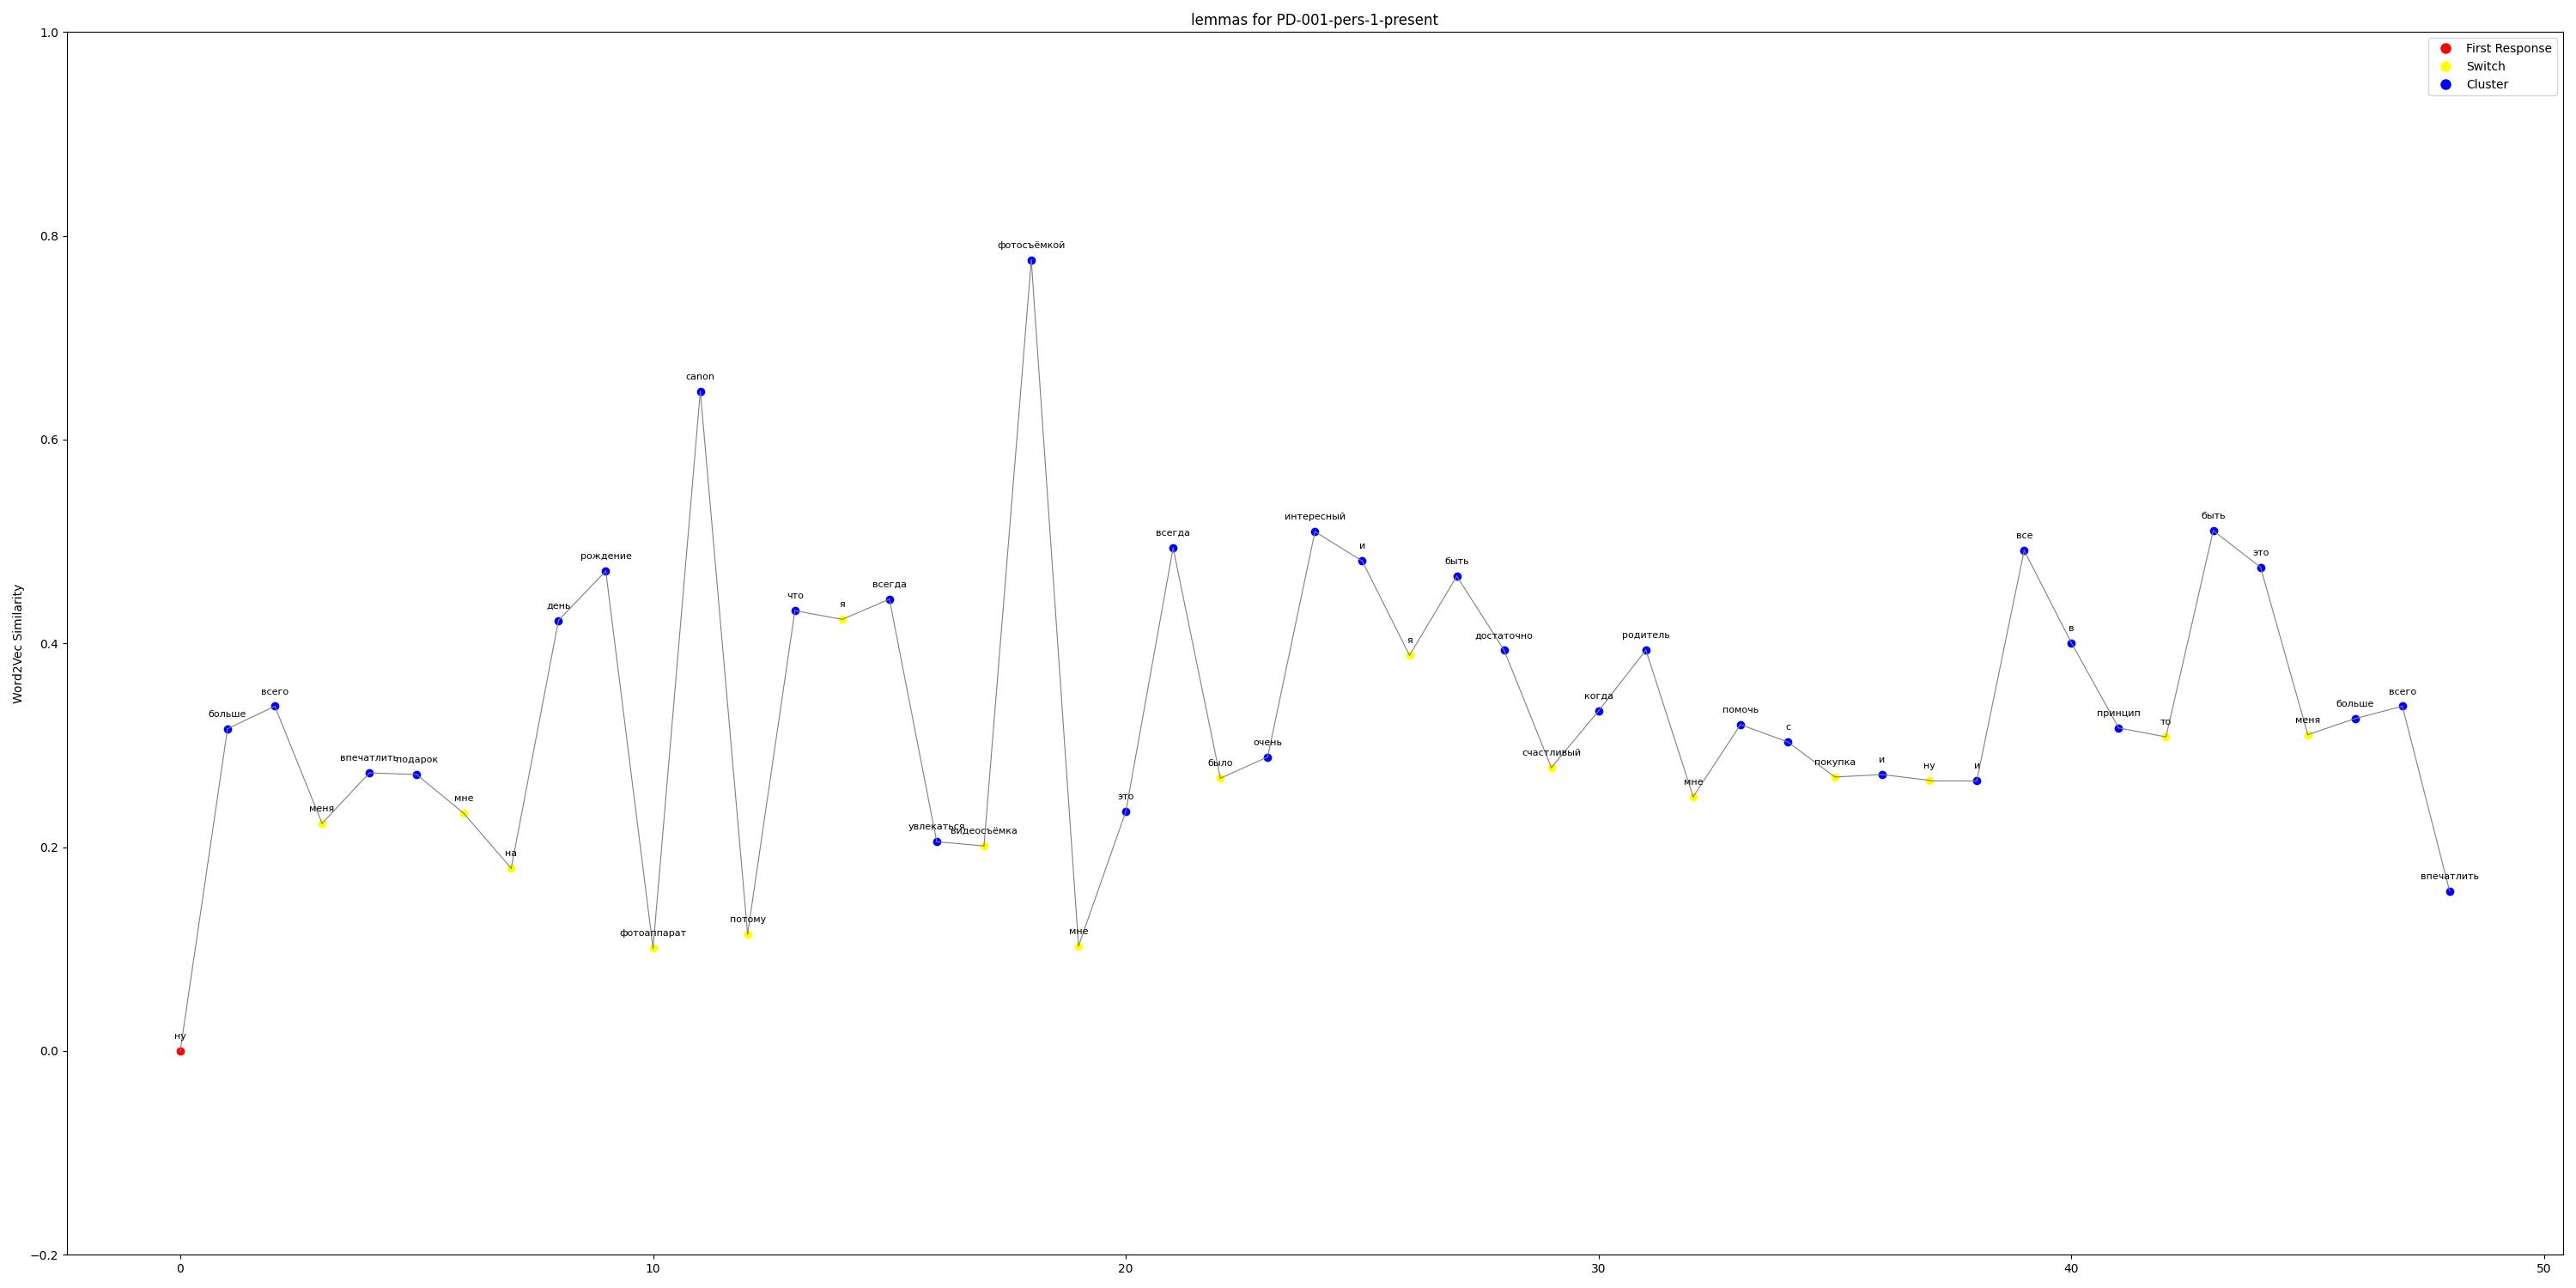 lemmas for PD-001-pers-1-present
1.0
0.8
0.6
0.4
0.2
0.0
−0.2
Word2Vec Similarity
First Response
Switch
Cluster
ну
больше
всего
меня
впечатлить
подарок
мне
на
день
рождение
фотоаппарат
canon
потому
что
я
всегда
увлекаться
видеосъёмка
фотосъёмкой
мне
это
всегда
было
очень
интересный
и
я
быть
достаточно
счастливый
когда
родитель
мне
помочь
с
покупка
и
ну
и
все
в
принцип
то
быть
это
меня
больше
всего
впечатлить
0
10
20
30
40
50